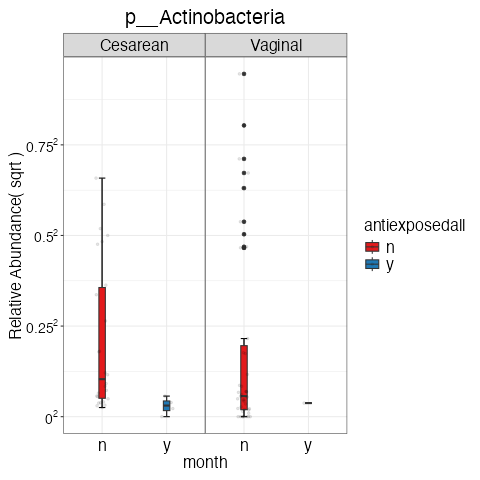 p__Actinobacteria
Cesarean Vaginal
Relative Abundance( sqrt )
0.75²
0.5²
0.25²
0²
n y n y
month
antiexposedall
n
y